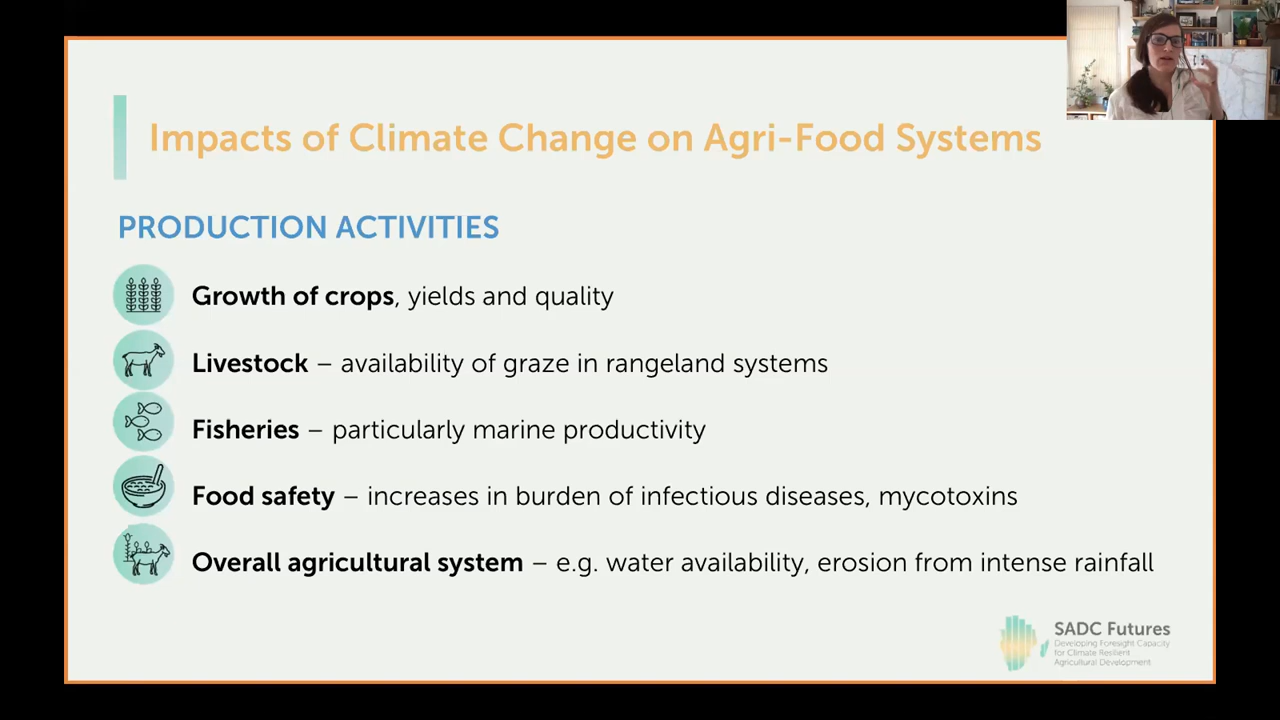 Impacts of Climate Change on Agri-Food Systems
PRODUCTION ACTIVITIES
Growth of crops, yields and quality
Livestock – availability of graze in rangeland systems
Fisheries – particularly marine productivity
Food safety – increases in burden of infectious diseases, mycotoxins
Overall agricultural system – e.g. water availability, erosion from intense rainfall
SADC Futures
Developing Foresight Capacity
for Climate Resilient
Agricultural Development